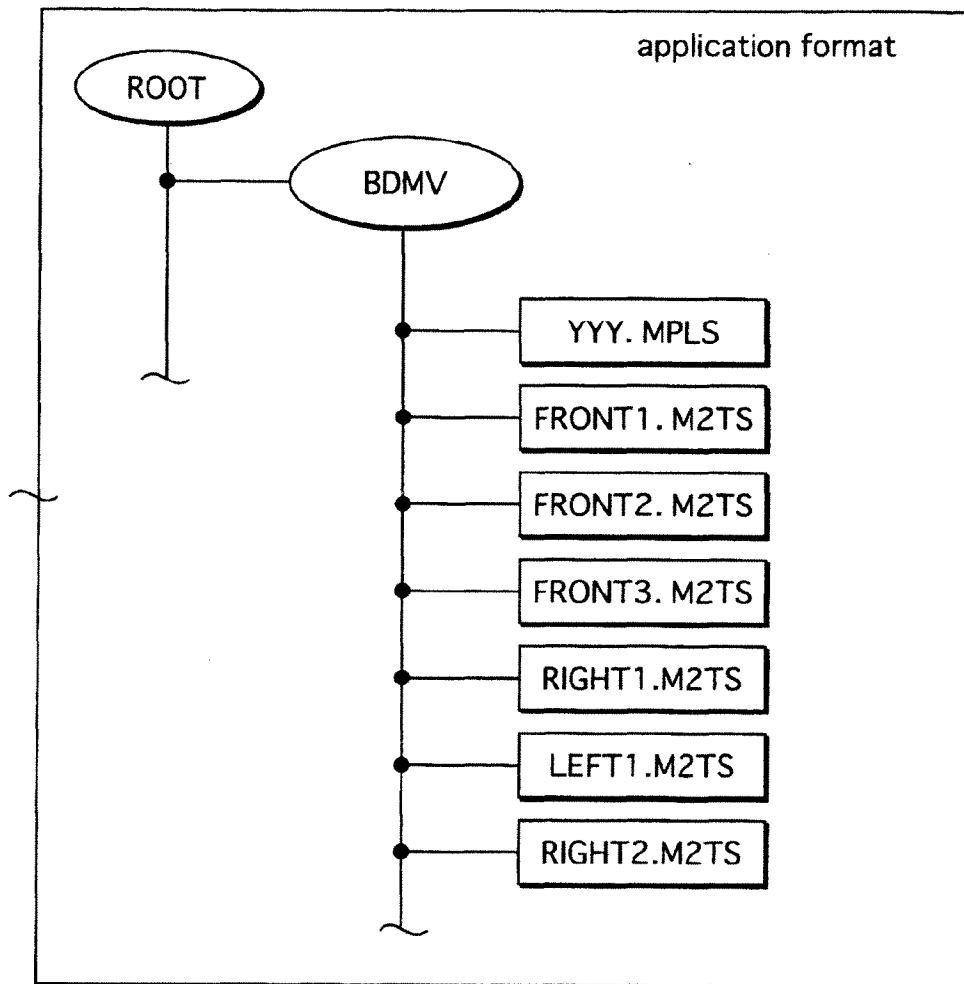 application format
ROOT
BDMV
YYY. MPLS
FRONT1. M2TS
FRONT2. M2TS
FRONT3. M2TS
RIGHT1.M2TS
LEFT1.M2TS
RIGHT2.M2TS